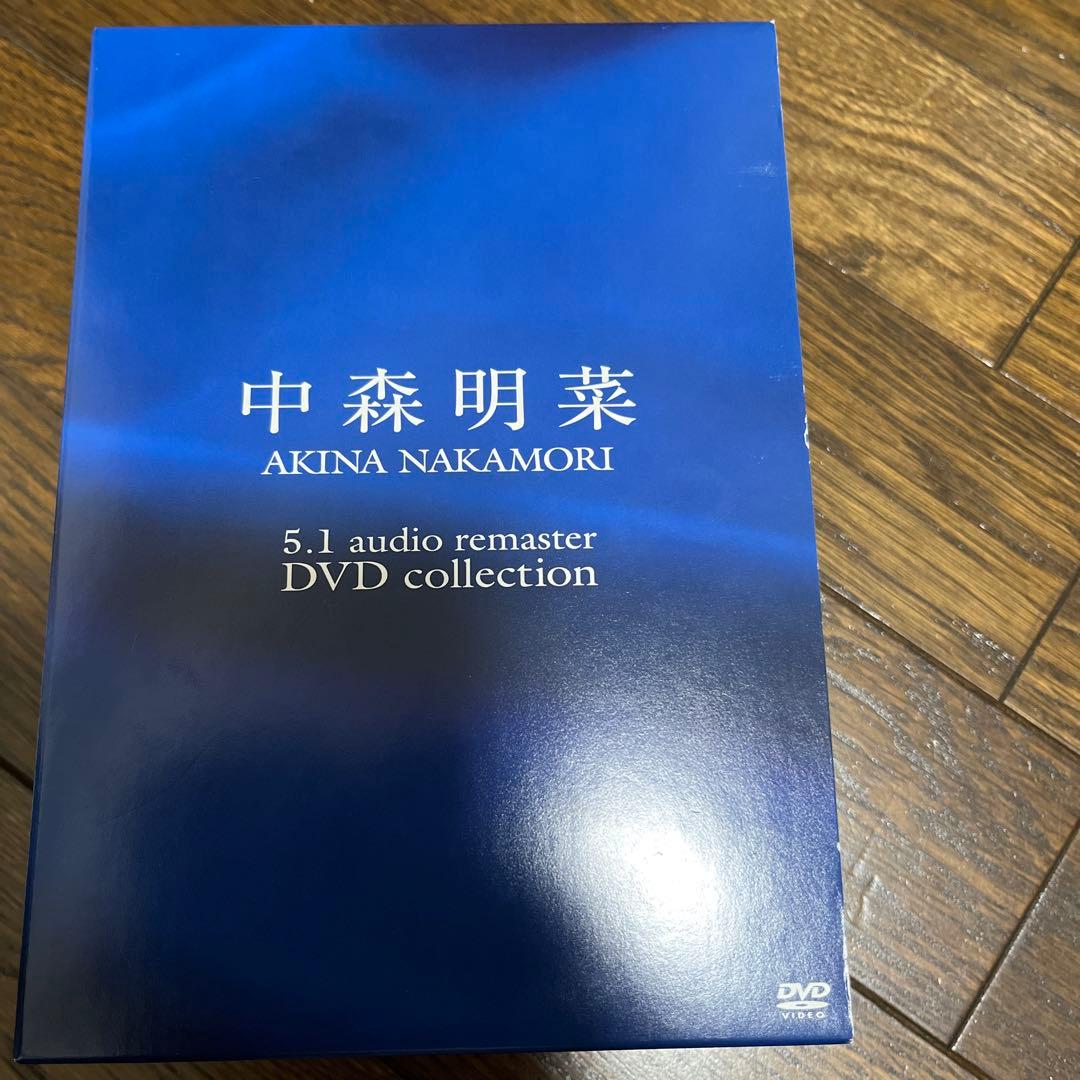 中森明菜
AKINA NAKAMORI
5.1 audio remaster
DVD collection
DVD
VIDEO